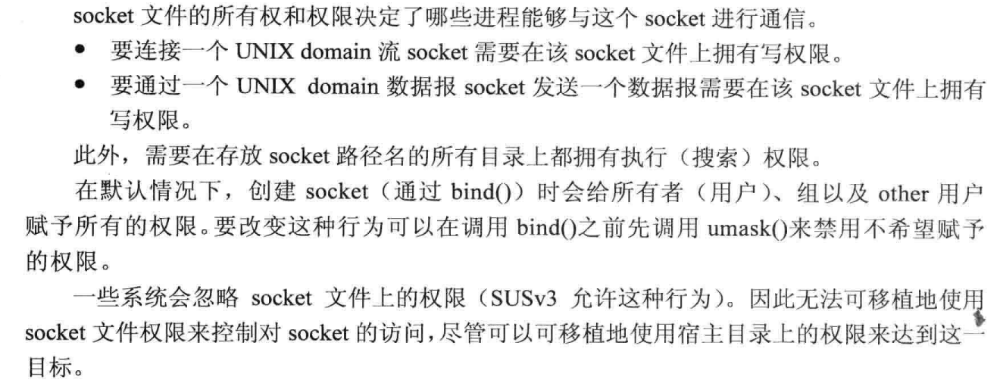 socket 文件的所有权和权限决定了哪些进程能够与这个 socket 进行通信。
● 要连接一个 UNIX domain 流 socket 需要在该 socket 文件上拥有写权限。
● 要通过一个 UNIX domain 数据报 socket 发送一个数据报需要在该 socket 文件上拥有
写权限。
此外，需要在存放 socket 路径名的所有目录上都拥有执行（搜索）权限。
在默认情况下，创建 socket（通过 bind()）时会给所有者（用户）、组以及 other 用户
赋予所有的权限。要改变这种行为可以在调用 bind()之前先调用 umask()来禁用不希望赋予
的权限。
一些系统会忽略 socket 文件上的权限（SUSv3 允许这种行为）。因此无法可移植地使用
socket 文件权限来控制对 socket 的访问，尽管可以可移植地使用宿主目录上的权限来达到这一
目标。